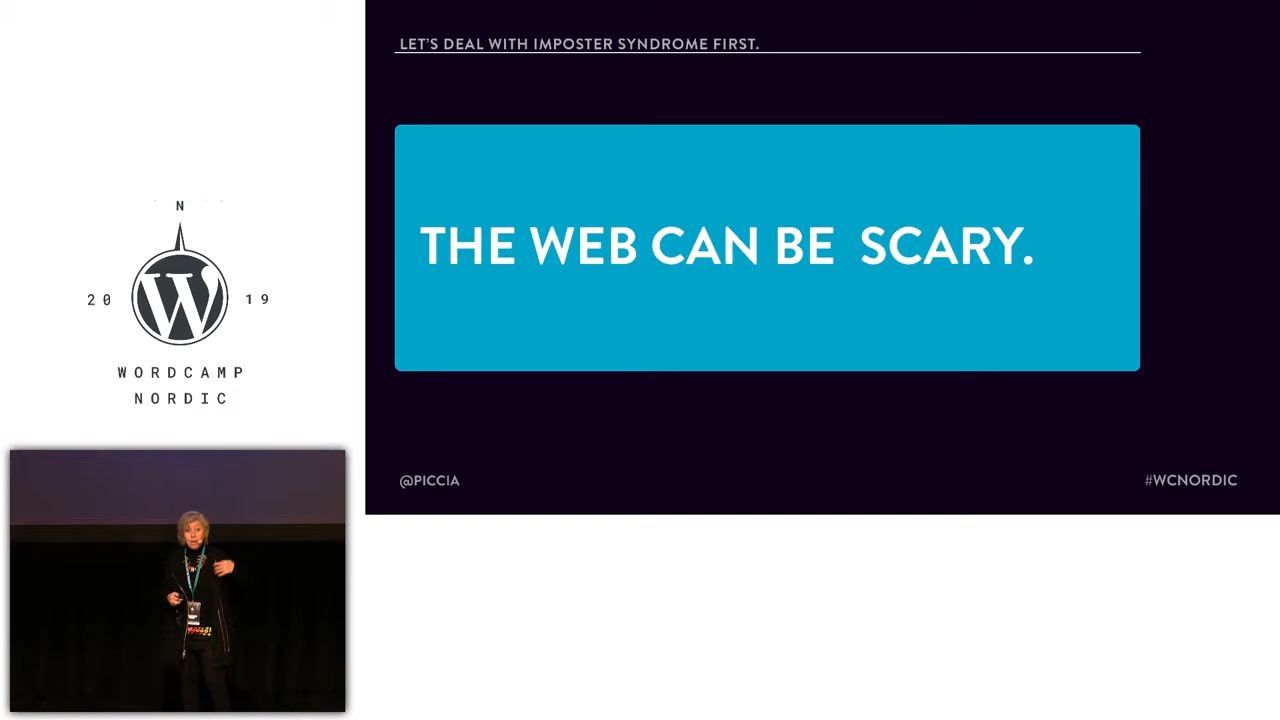 LET'S DEAL WITH IMPOSTER SYNDROME FIRST.
THE WEB CAN BE  SCARY.
@PICCIA
#WCNORDIC
N
20 W 19
WORDCAMP
NORDIC